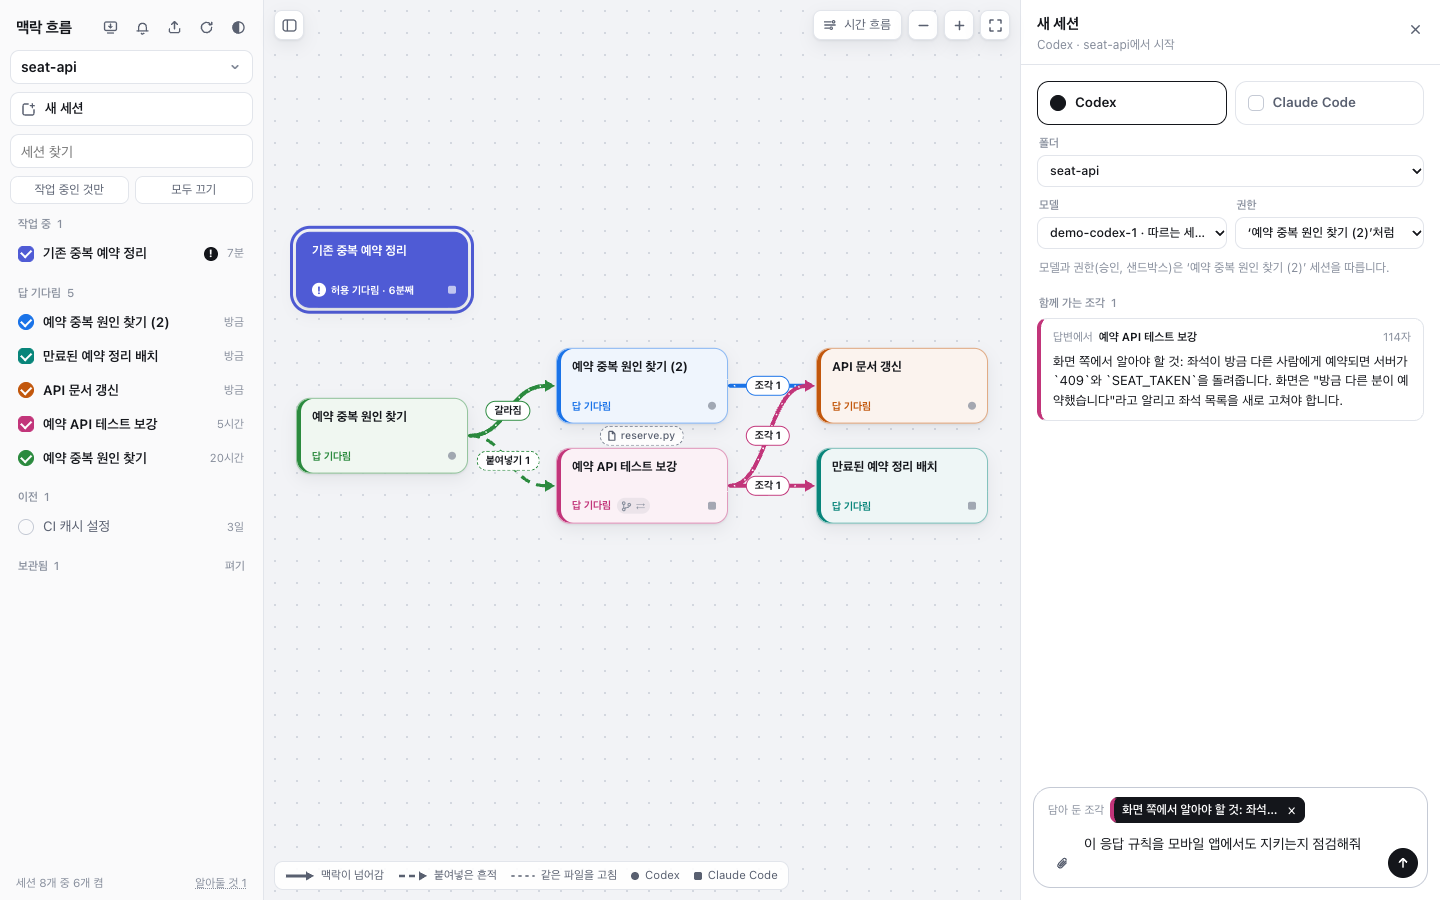 맥락 흐름
seat-api
새 세션
세션 찾기
작업 중인 것만
모두 끄기
작업 중 1
기존 중복 예약 정리
!
7분
답 기다림 5
예약 중복 원인 찾기 (2)
방금
만료된 예약 정리 배치
방금
API 문서 갱신
방금
예약 API 테스트 보강
5시간
예약 중복 원인 찾기
20시간
이전 1
CI 캐시 설정
3일
보관됨 1
펴기
세션 8개 중 6개 켬
알아둘 것 1
시간 흐름
기존 중복 예약 정리
! 허용 기다림 · 6분째
예약 중복 원인 찾기
답 기다림
갈라짐
붙여넣기 1
예약 중복 원인 찾기 (2)
답 기다림
reserve.py
예약 API 테스트 보강
답 기다림
조각 1
조각 1
조각 1
API 문서 갱신
답 기다림
만료된 예약 정리 배치
답 기다림
맥락이 넘어감
붙여넣은 흔적
같은 파일을 고침
Codex
Claude Code
새 세션
Codex · seat-api에서 시작
Codex
Claude Code
폴더
seat-api
모델
권한
demo-codex-1 · 따르는 세...
‘예약 중복 원인 찾기 (2)’처럼
모델과 권한(승인, 샌드박스)은 ‘예약 중복 원인 찾기 (2)’ 세션을 따릅니다.
함께 가는 조각 1
답변에서 예약 API 테스트 보강
114자
화면 쪽에서 알아야 할 것: 좌석이 방금 다른 사람에게 예약되면 서버가
`409`와 `SEAT_TAKEN`을 돌려줍니다. 화면은 "방금 다른 분이 예
약했습니다"라고 알리고 좌석 목록을 새로 고쳐야 합니다.
담아 둔 조각
화면 쪽에서 알아야 할 것: 좌석...
이 응답 규칙을 모바일 앱에서도 지키는지 점검해줘